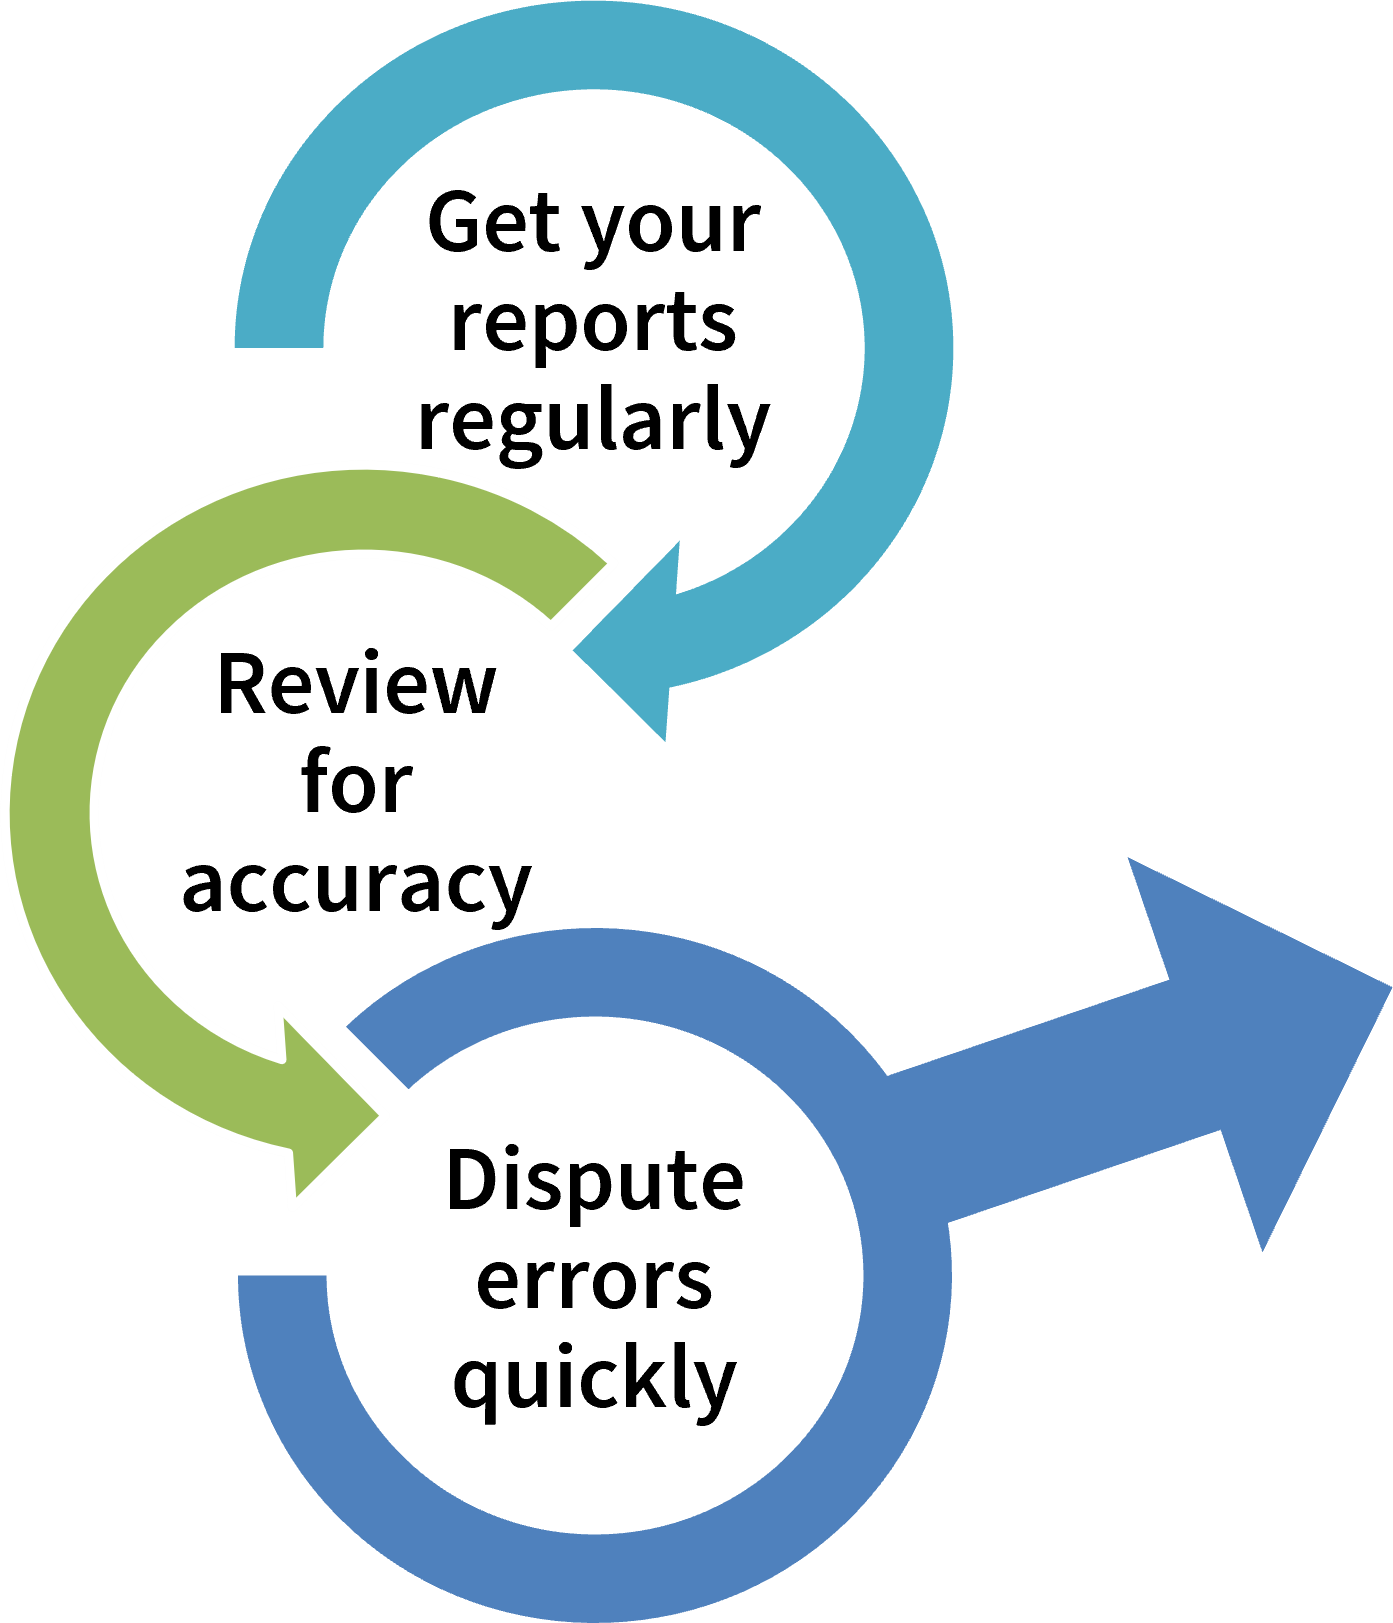 Get your
reports
regularly
Review
for
accuracy
Dispute
errors
quickly